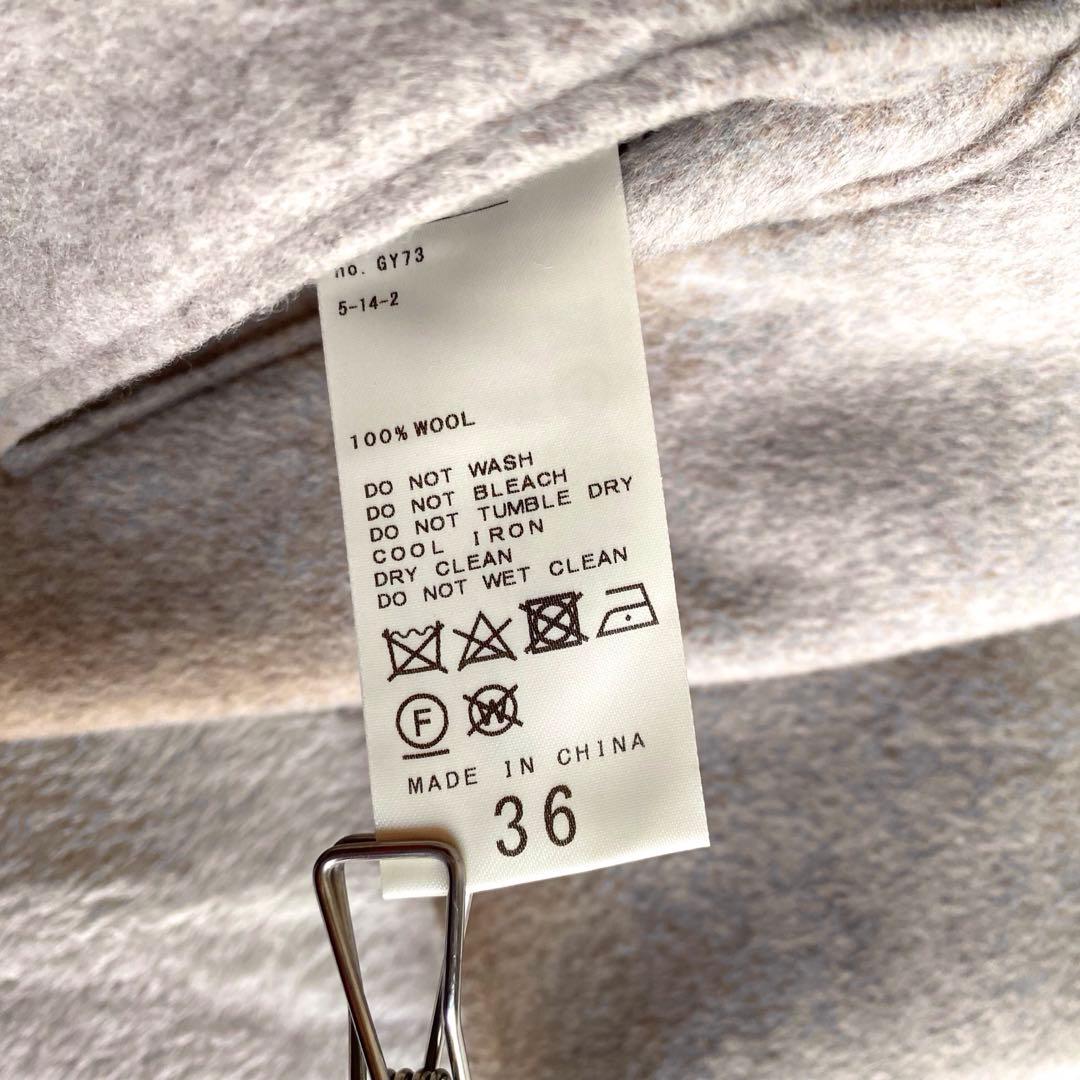 no. GY73
5-14-2
100% WOOL
DO NOT WASH
DO NOT BLEACH
DO NOT TUMBLE DRY
COOL IRON
DRY CLEAN
DO NOT WET CLEAN
F W
MADE IN CHINA
36